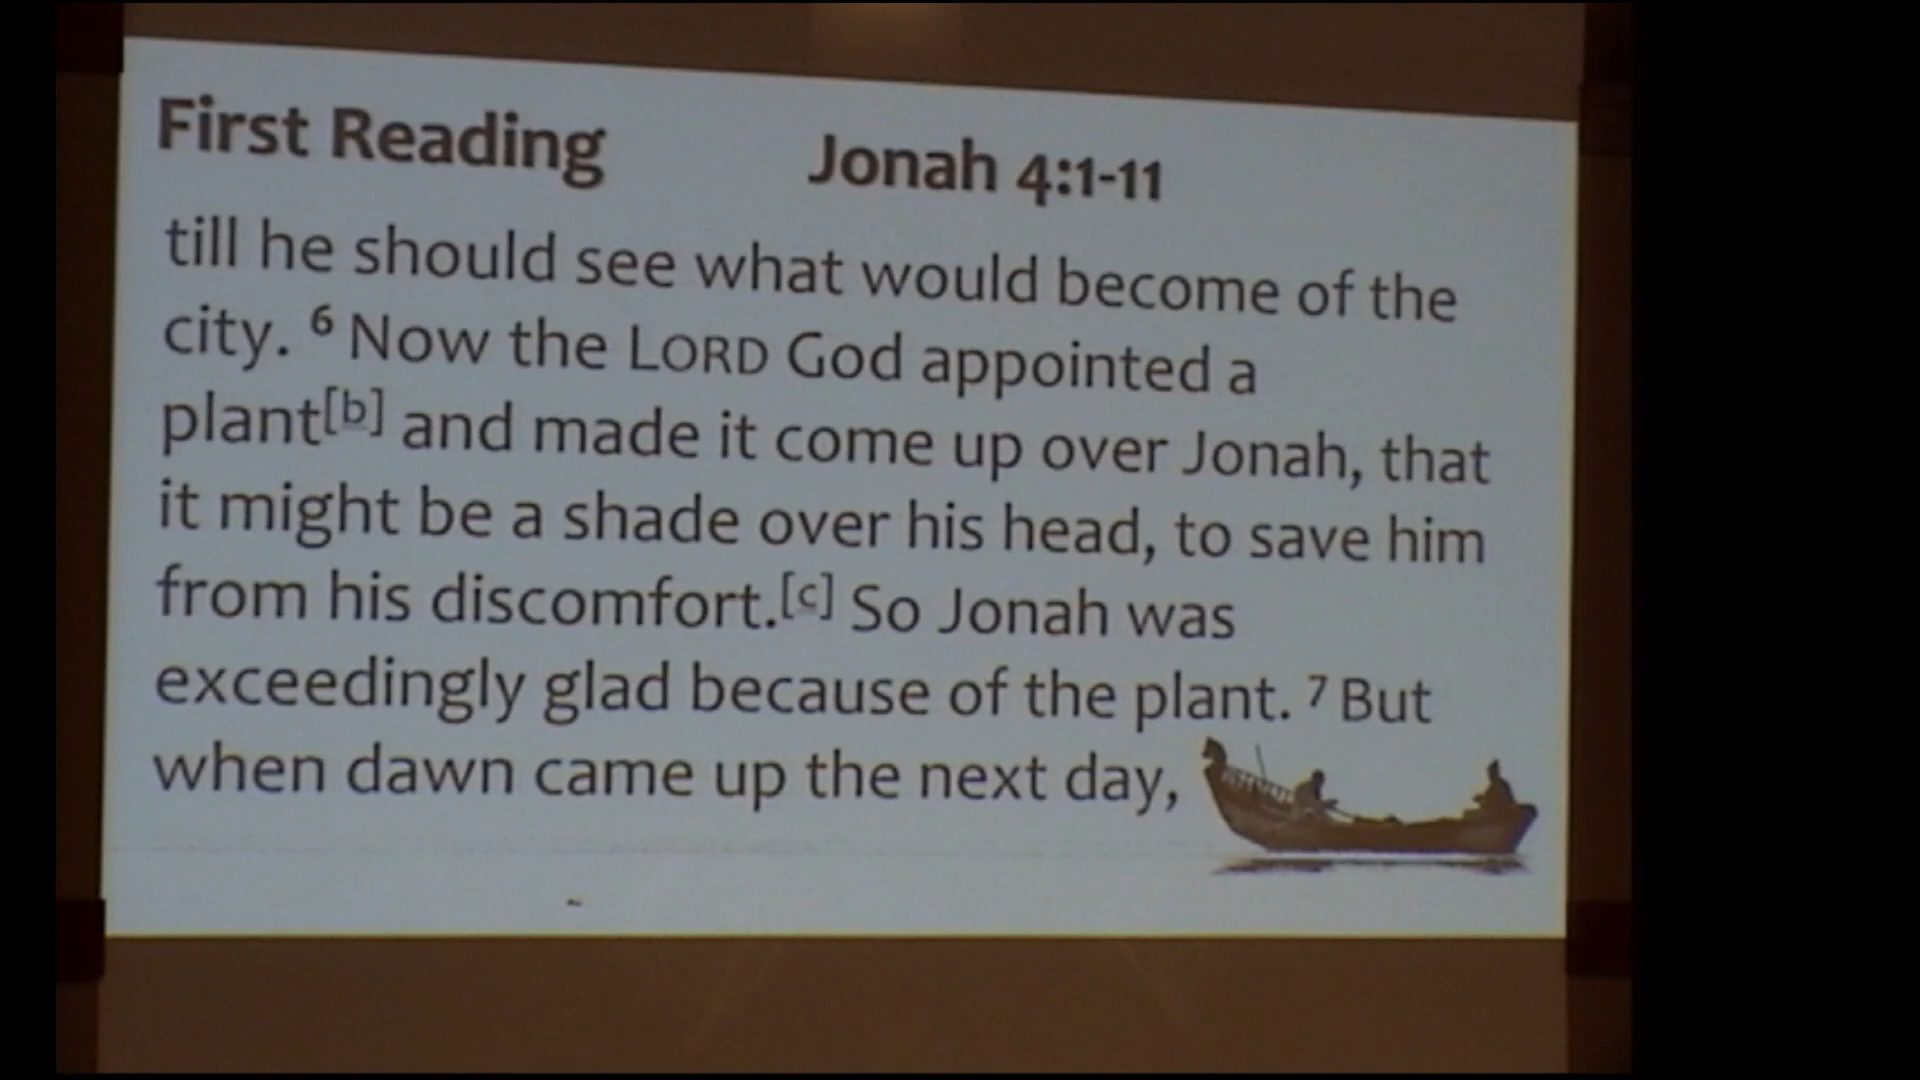 First Reading Jonah 4:1-11
till he should see what would become of the
city. 6 Now the LORD God appointed a
plant[b] and made it come up over Jonah, that
it might be a shade over his head, to save him
from his discomfort.[c] So Jonah was
exceedingly glad because of the plant. 7 But
when dawn came up the next day,